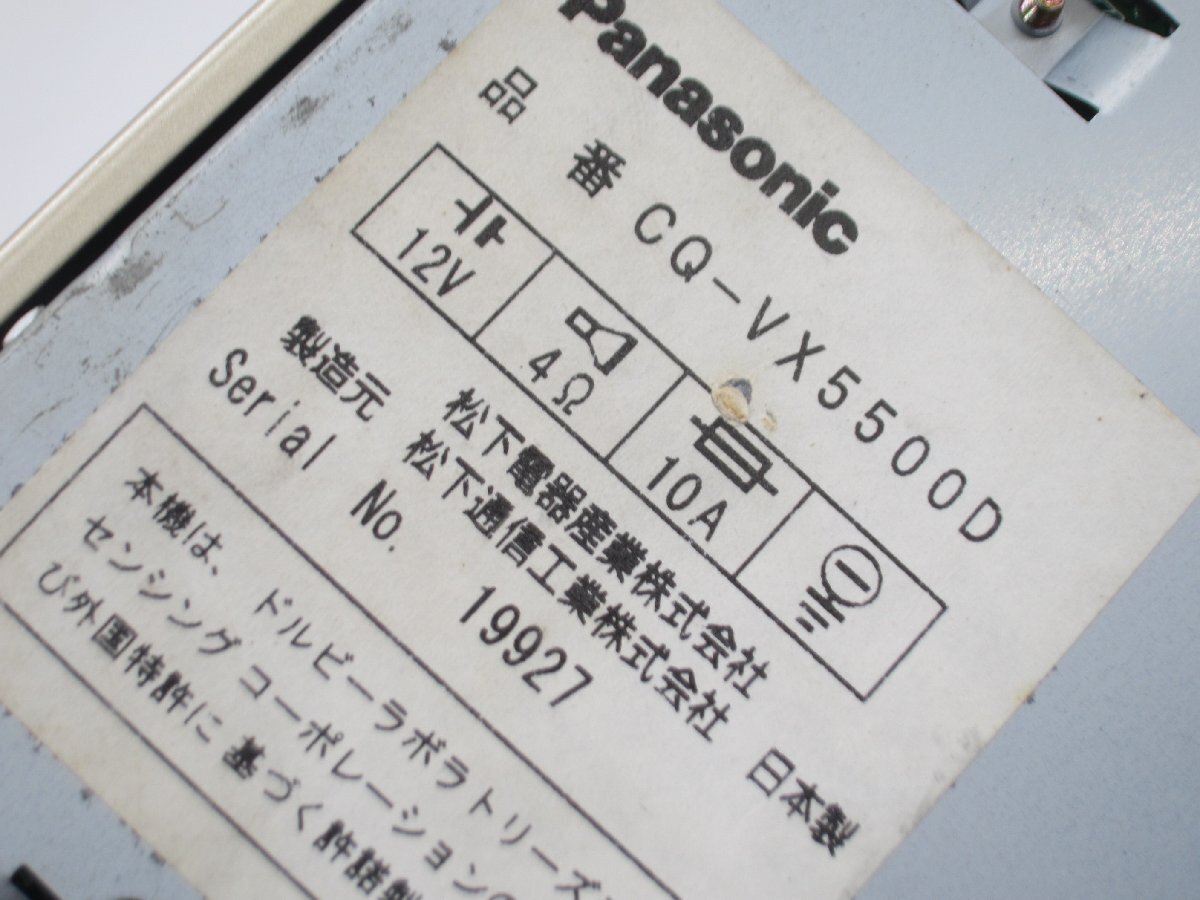 Panasonic
品 番 CQ-VX5500D
12V 4Ω 10A
製造元 松下電器産業株式会社
松下通信工業株式会社
Serial No. 19927 日本製
本機は、ドルビーラボラトリーズ
センシング コーポレーションの
び外国特許に基づく許諾製